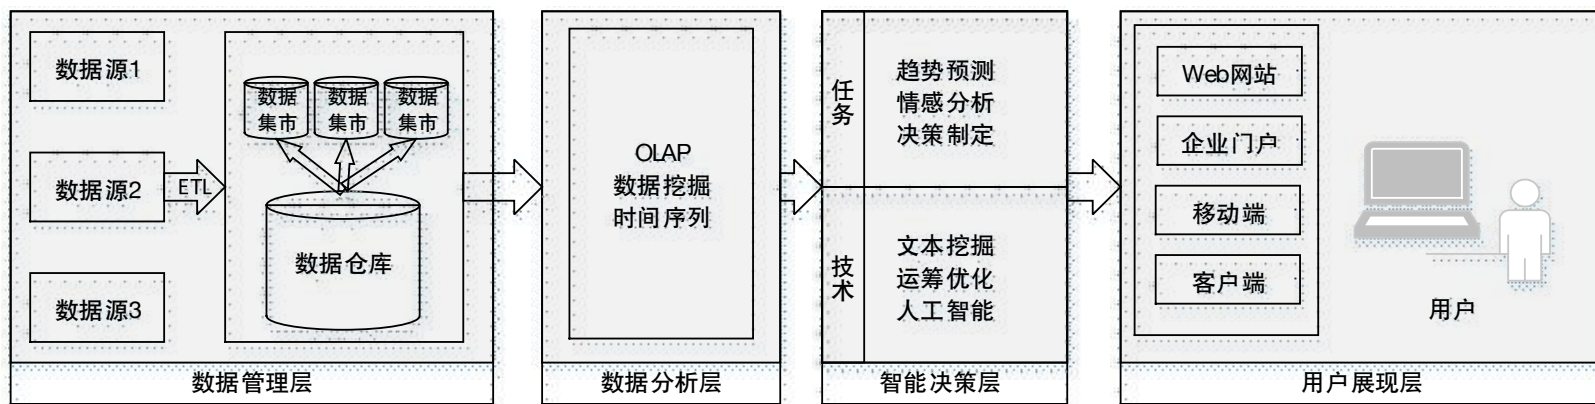 数据源1
数据源2
数据源3
ETL
数据
集市
数据
集市
数据
集市
数据仓库
数据管理层
OLAP
数据挖掘
时间序列
数据分析层
任务
趋势预测
情感分析
决策制定
技术
文本挖掘
运筹优化
人工智能
智能决策层
Web网站
企业门户
移动端
客户端
用户
用户展现层